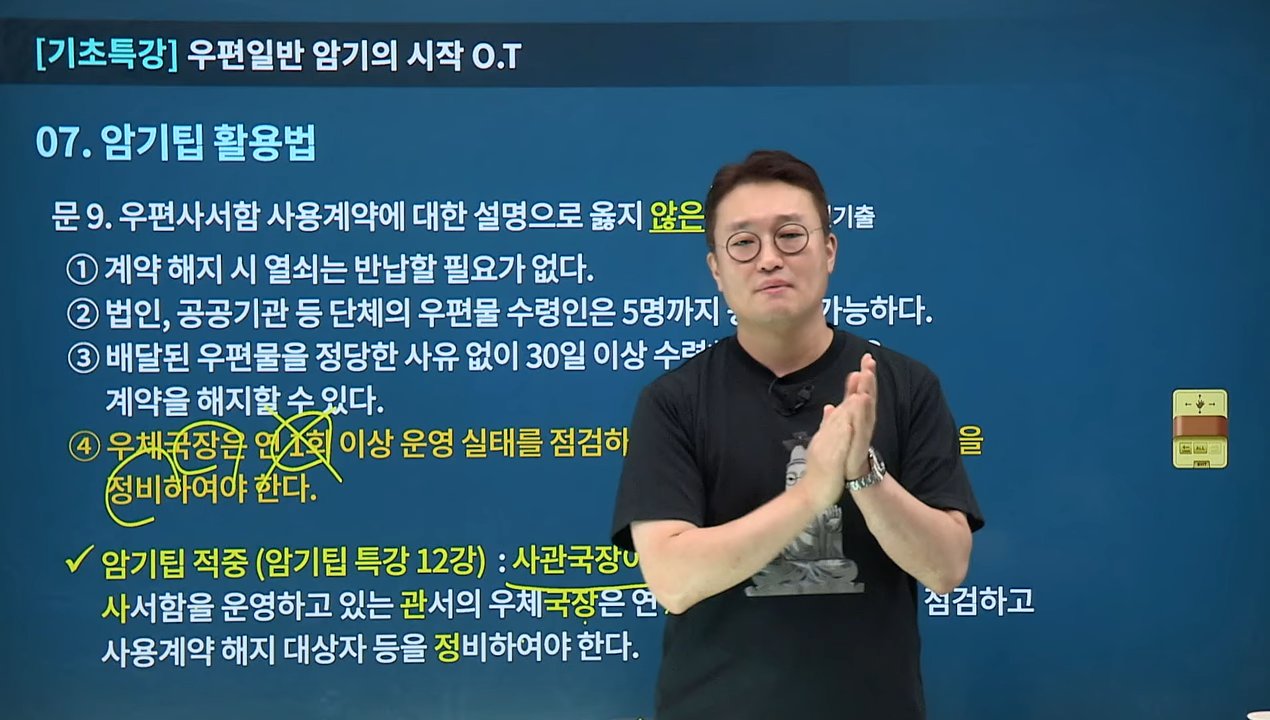 [기초특강] 우편일반 암기의 시작 O.T
07. 암기팁 활용법
문 9. 우편사서함 사용계약에 대한 설명으로 옳지 않은 기출
① 계약 해지 시 열쇠는 반납할 필요가 없다.
② 법인, 공공기관 등 단체의 우편물 수령인은 5명까지 가능하다.
③ 배달된 우편물을 정당한 사유 없이 30일 이상
계약을 해지할 수 있다.
④ 우체국장은 연 1회 이상 운영 실태를 점검하 을
정비하여야 한다.
✓ 암기팁 적중 (암기팁 특강 12강) : 사관국장이
사서함을 운영하고 있는 관서의 우체국장은 연 점검하고
사용계약 해지 대상자 등을 정비하여야 한다.